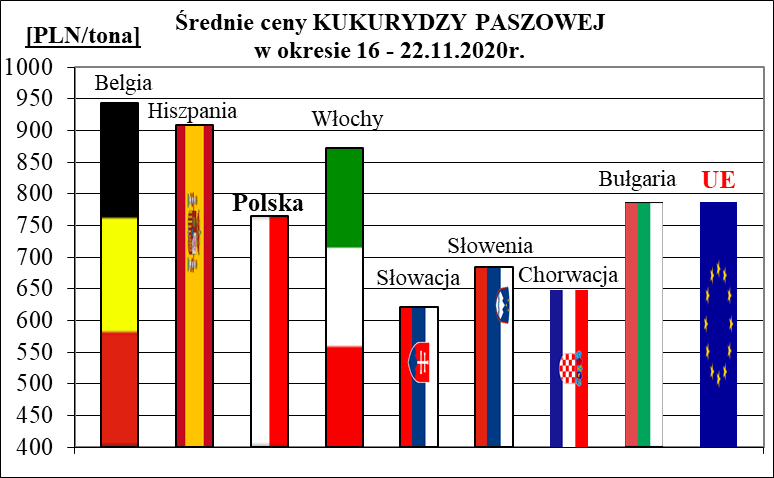 Średnie ceny KUKURYDZY PASZOWEJ
w okresie 16 - 22.11.2020r.
[PLN/tona]
1000
950
900
850
800
750
700
650
600
550
500
450
400
Belgia
Hiszpania
Polska
Włochy
Słowacja
Słowenia
Chorwacja
Bułgaria
UE